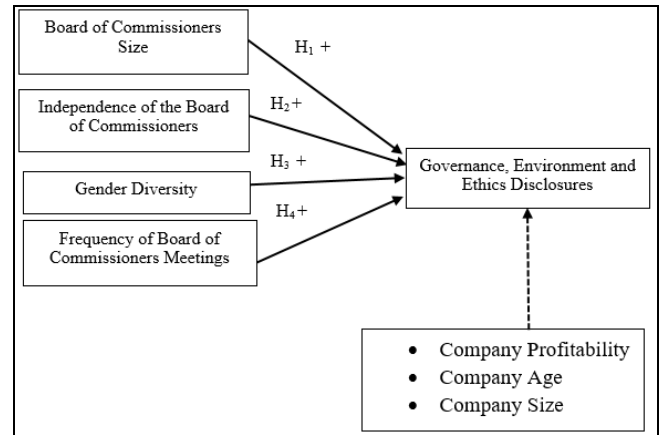 Board of Commissioners
Size
H₁ +
Independence of the Board
of Commissioners
H₂+
Gender Diversity
H₃ +
Frequency of Board of
Commissioners Meetings
H₄+
Governance, Environment and
Ethics Disclosures
• Company Profitability
• Company Age
• Company Size